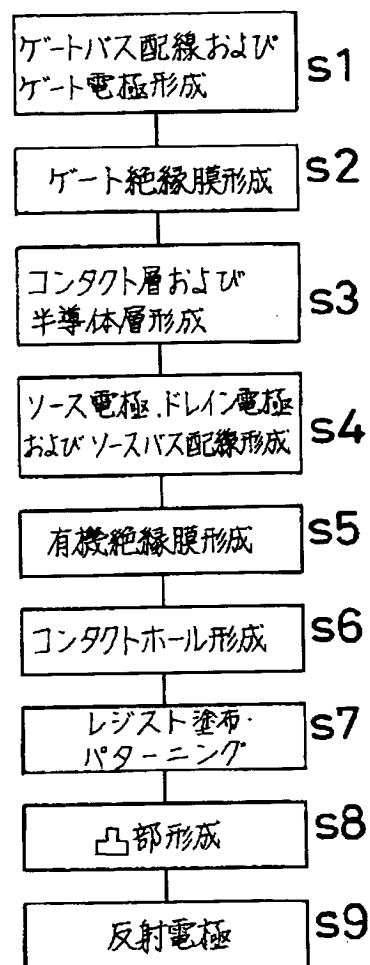 ゲートバス配線および
ゲート電極形成
s1
ゲート絶縁膜形成
s2
コンタクト層および
半導体層形成
s3
ソース電極、ドレイン電極
およびソースバス配線形成
s4
有機絶縁膜形成
s5
コンタクトホール形成
s6
レジスト塗布・
パターニング
s7
凸部形成
s8
反射電極
s9